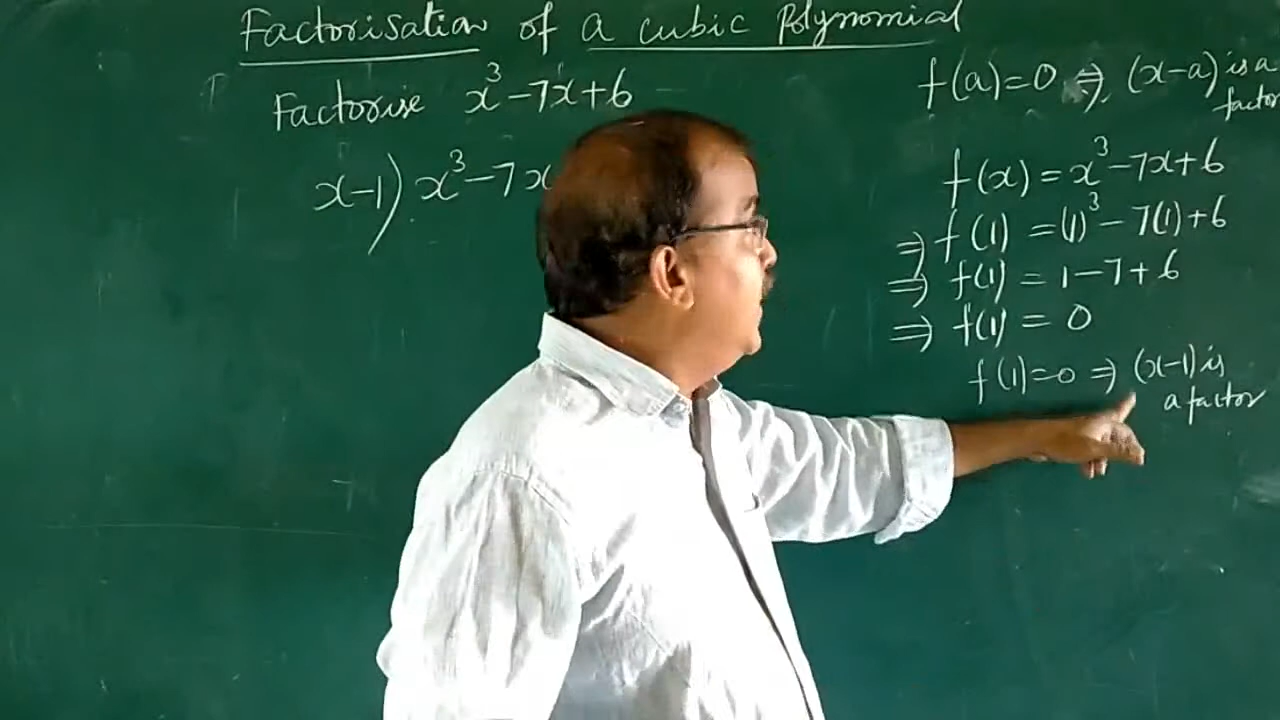 Factorisation of a cubic Polynomial
Factorise x³-7x+6
x-1) x³-7x
f(a)=0 ⇒ (x-a) is a
factor
f(x) = x³-7x+6
⇒ f(1) = (1)³-7(1)+6
⇒ f(1) = 1-7+6
⇒ f(1) = 0
f(1)=0 ⇒ (x-1) is
a factor